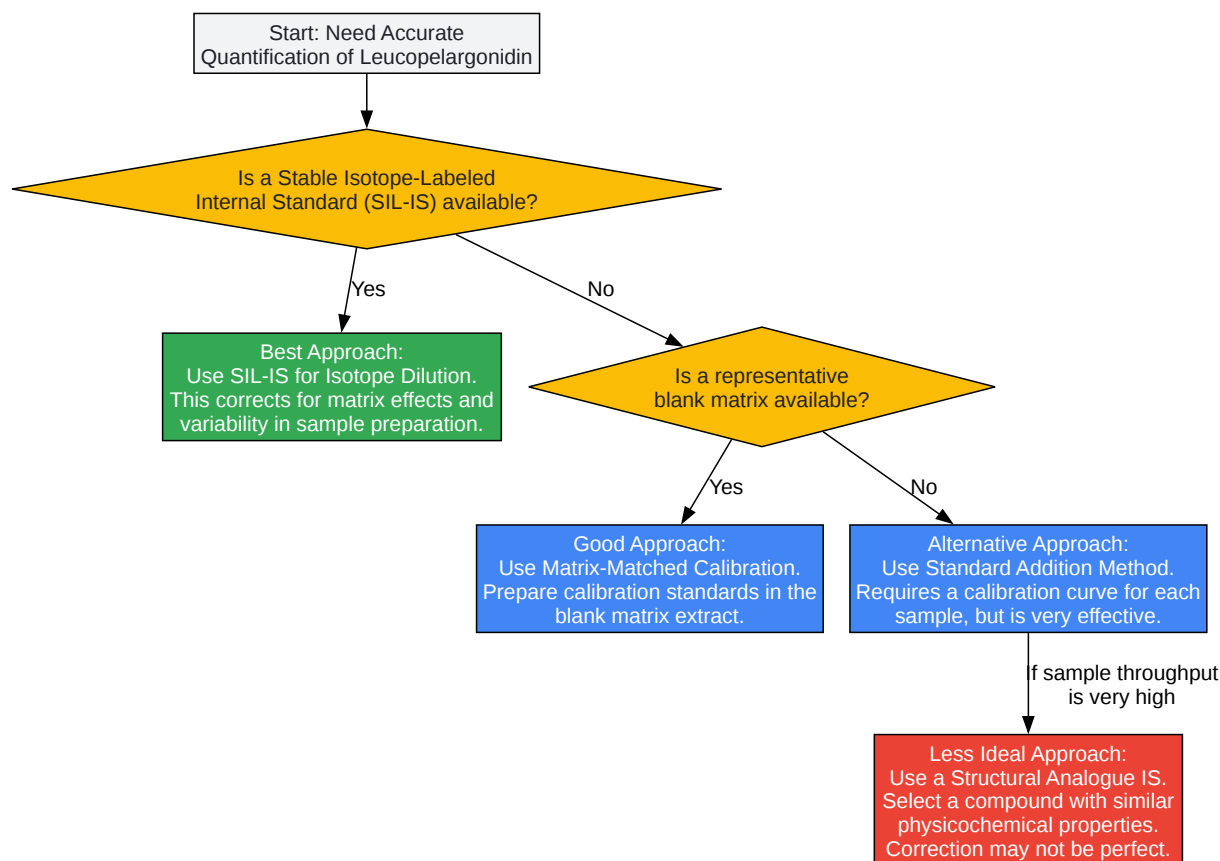 Start: Need Accurate
Quantification of Leucopelargonidin
Is a Stable Isotope-Labeled
Internal Standard (SIL-IS) available?
Yes
No
Best Approach:
Use SIL-IS for Isotope Dilution.
This corrects for matrix effects and
variability in sample preparation.
Is a representative
blank matrix available?
Yes
No
Good Approach:
Use Matrix-Matched Calibration.
Prepare calibration standards in the
blank matrix extract.
Alternative Approach:
Use Standard Addition Method.
Requires a calibration curve for each
sample, but is very effective.
If sample throughput
is very high
Less Ideal Approach:
Use a Structural Analogue IS.
Select a compound with similar
physicochemical properties.
Correction may not be perfect.